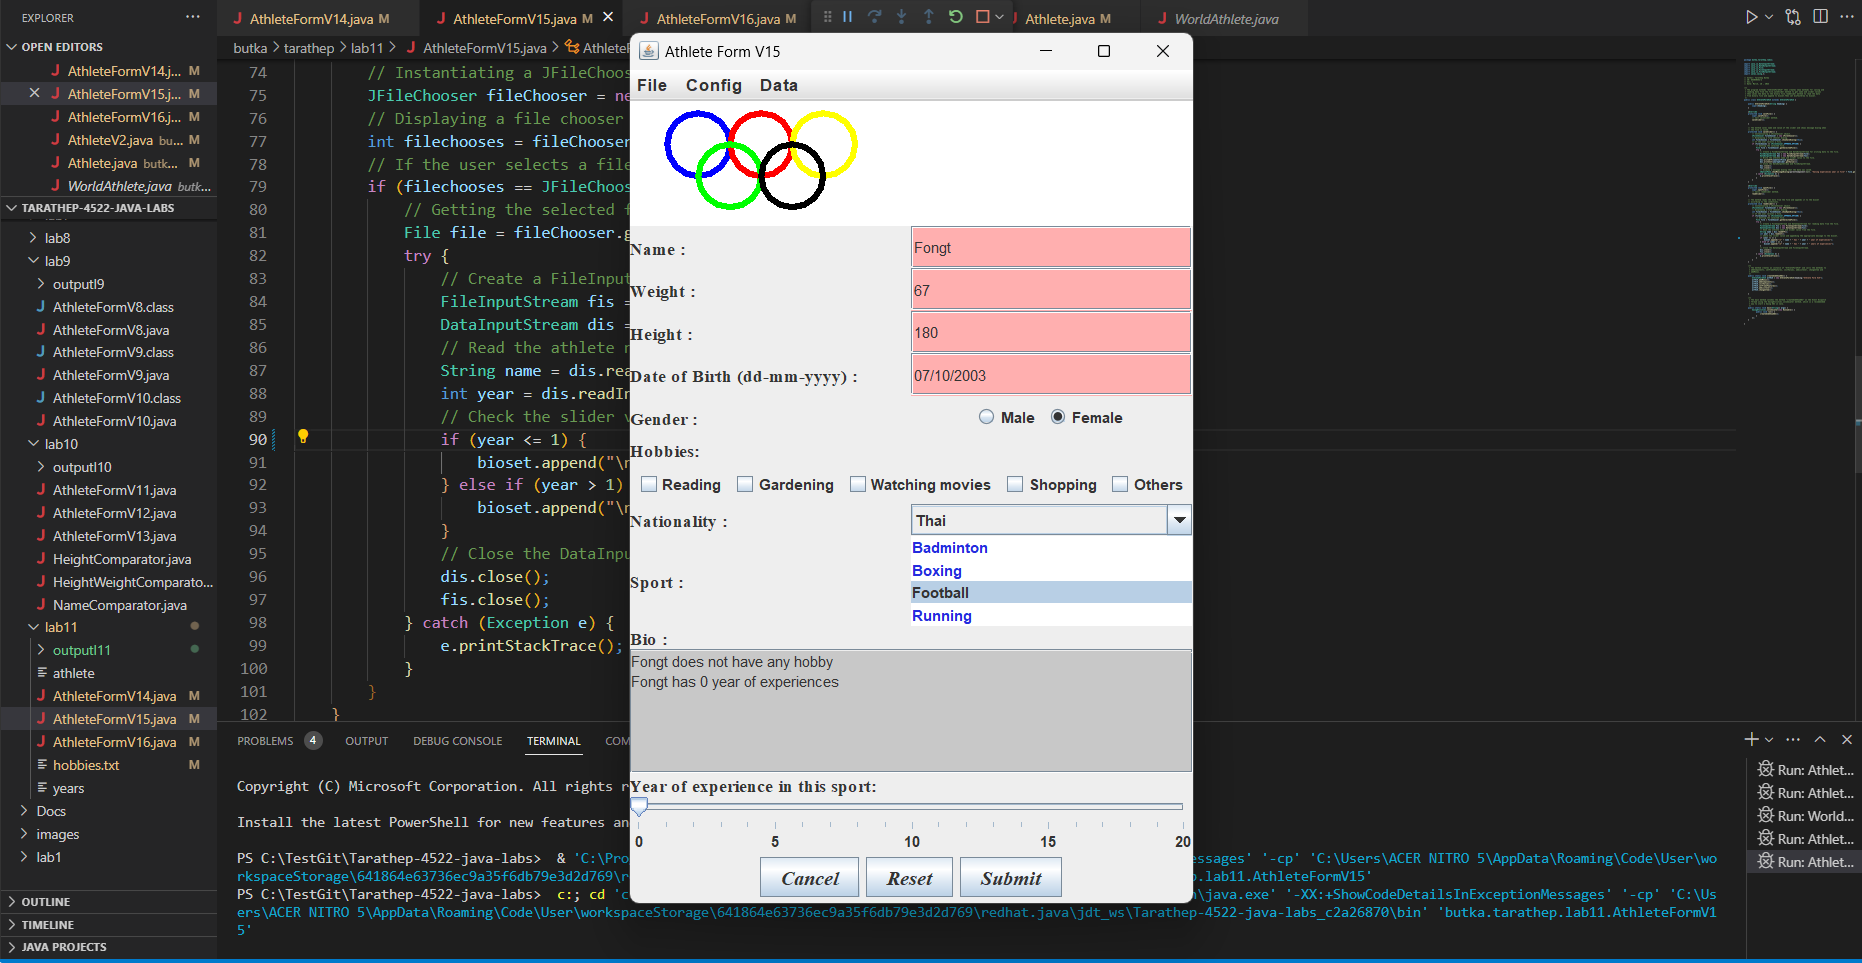 EXPLORER
OPEN EDITORS
AthleteFormV14.j... M
AthleteFormV15.j... M
AthleteFormV16.j... M
AthleteV2.java bu... M
Athlete.java butk... M
WorldAthlete.java butk...
TARATHEP-4522-JAVA-LABS
lab8
lab9
outputl9
AthleteFormV8.class
AthleteFormV8.java
AthleteFormV9.class
AthleteFormV9.java
AthleteFormV10.class
AthleteFormV10.java
lab10
outputl10
AthleteFormV11.java
AthleteFormV12.java
AthleteFormV13.java
HeightComparator.java
HeightWeightComparato...
NameComparator.java
lab11
outputl11
athlete
AthleteFormV14.java M
AthleteFormV15.java M
AthleteFormV16.java M
hobbies.txt M
years
Docs
images
lab1
OUTLINE
TIMELINE
JAVA PROJECTS
AthleteFormV14.java M
AthleteFormV15.java M
AthleteFormV16.java M
Athlete.java M
WorldAthlete.java
butka > tarathep > lab11 > AthleteFormV15.java > AthleteF
74 // Instantiating a JFileChoos
75 JFileChooser fileChooser = ne
76 // Displaying a file chooser
77 int filechooses = fileChooser
78 // If the user selects a file
79 if (filechooses == JFileChoos
80 // Getting the selected f
81 File file = fileChooser.g
82 try {
83 // Create a FileInput
84 FileInputStream fis =
85 DataInputStream dis =
86 // Read the athlete n
87 String name = dis.rea
88 int year = dis.readIn
89 // Check the slider v
90 if (year <= 1) {
91 bioset.append("\n
92 } else if (year > 1)
93 bioset.append("\n
94 }
95 // Close the DataInpu
96 dis.close();
97 fis.close();
98 } catch (Exception e) {
99 e.printStackTrace();
100 }
101 }
102 }
Athlete Form V15
File Config Data
Name : Fongt
Weight : 67
Height : 180
Date of Birth (dd-mm-yyyy) : 07/10/2003
Gender : Male Female
Hobbies:
Reading Gardening Watching movies Shopping Others
Nationality : Thai
Badminton
Boxing
Sport :
Football
Running
Bio :
Fongt does not have any hobby
Fongt has 0 year of experiences
Year of experience in this sport:
0 5 10 15 20
Cancel Reset Submit
PROBLEMS 4 OUTPUT DEBUG CONSOLE TERMINAL COM
Copyright (C) Microsoft Corporation. All rights r
Install the latest PowerShell for new features an
PS C:\TestGit\Tarathep-4522-java-labs> & 'C:\Pro ssages' '-cp' 'C:\Users\ACER NITRO 5\AppData\Roaming\Code\User\wo
rkspaceStorage\641864e63736ec9a35f6db79e3d2d769\r p.lab11.AthleteFormV15'
PS C:\TestGit\Tarathep-4522-java-labs> c:; cd 'c n\java.exe' '-XX:+ShowCodeDetailsInExceptionMessages' '-cp' 'C:\Us
ers\ACER NITRO 5\AppData\Roaming\Code\User\workspaceStorage\641864e63736ec9a35f6db79e3d2d769\redhat.java\jdt_ws\Tarathep-4522-java-labs_c2a26870\bin' 'butka.tarathep.lab11.AthleteFormV1
5'
Run: Athlet...
Run: Athlet...
Run: World...
Run: Athlet...
Run: Athlet...